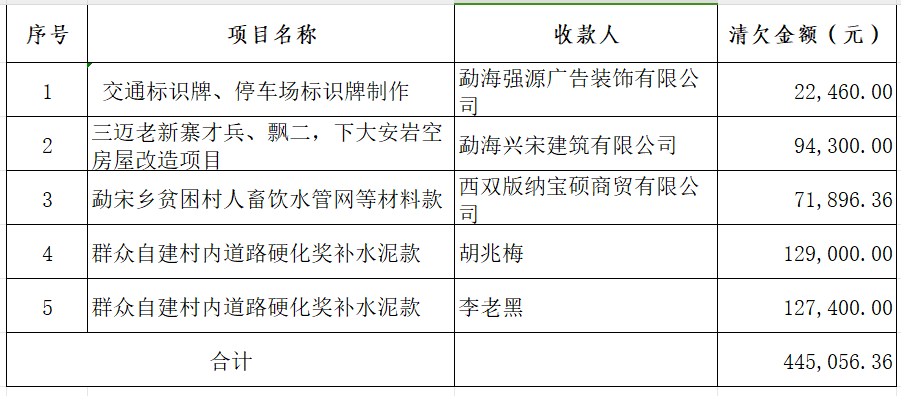 序号 项目名称 收款人 清欠金额（元）
1 交通标识牌、停车场标识牌制作 勐海强源广告装饰有限公
司 22,460.00
2 三迈老新寨才兵、飘二，下大安岩空
房屋改造项目 勐海兴宋建筑有限公司 94,300.00
3 勐宋乡贫困村人畜饮水管网等材料款 西双版纳宝硕商贸有限公
司 71,896.36
4 群众自建村内道路硬化奖补水泥款 胡兆梅 129,000.00
5 群众自建村内道路硬化奖补水泥款 李老黑 127,400.00
合计 445,056.36